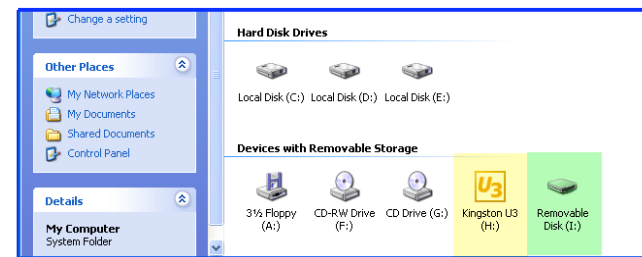 Change a setting
Other Places
My Network Places
My Documents
Shared Documents
Control Panel
Details
My Computer
System Folder
Hard Disk Drives
Local Disk (C:) Local Disk (D:) Local Disk (E:)
Devices with Removable Storage
U3
3½ Floppy (A:)
CD-RW Drive (F:)
CD Drive (G:)
Kingston U3 (H:)
Removable Disk (I:)